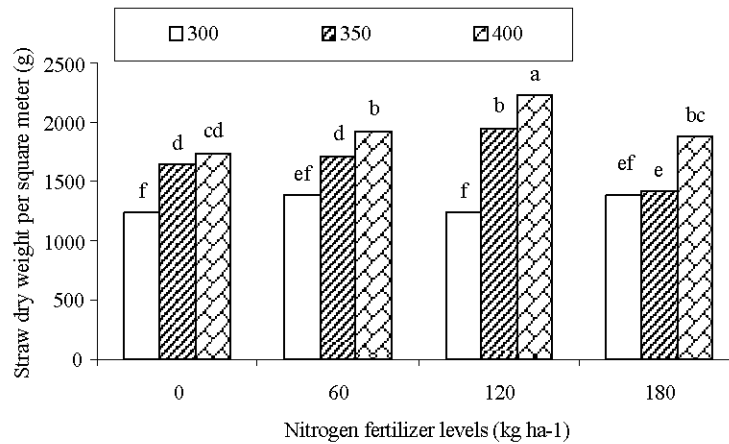 300 350 400
Straw dry weight per square meter (g)
2500
2000
1500
1000
500
0
f d cd
ef d b
f b a
ef e bc
0 60 120 180
Nitrogen fertilizer levels (kg ha-1)